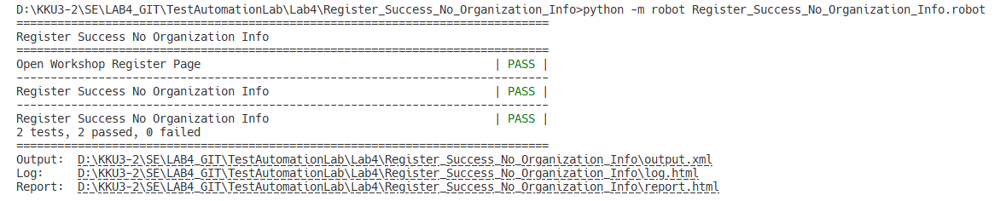 D:\KKU3-2\SE\LAB4_GIT\TestAutomationLab\Lab4\Register_Success_No_Organization_Info>python -m robot Register_Success_No_Organization_Info.robot
==============================================================================
Register Success No Organization Info
==============================================================================
Open Workshop Register Page                                           | PASS |
------------------------------------------------------------------------------
Register Success No Organization Info                                 | PASS |
------------------------------------------------------------------------------
Register Success No Organization Info                                 | PASS |
2 tests, 2 passed, 0 failed
==============================================================================
Output:  D:\KKU3-2\SE\LAB4_GIT\TestAutomationLab\Lab4\Register_Success_No_Organization_Info\output.xml
Log:     D:\KKU3-2\SE\LAB4_GIT\TestAutomationLab\Lab4\Register_Success_No_Organization_Info\log.html
Report:  D:\KKU3-2\SE\LAB4_GIT\TestAutomationLab\Lab4\Register_Success_No_Organization_Info\report.html